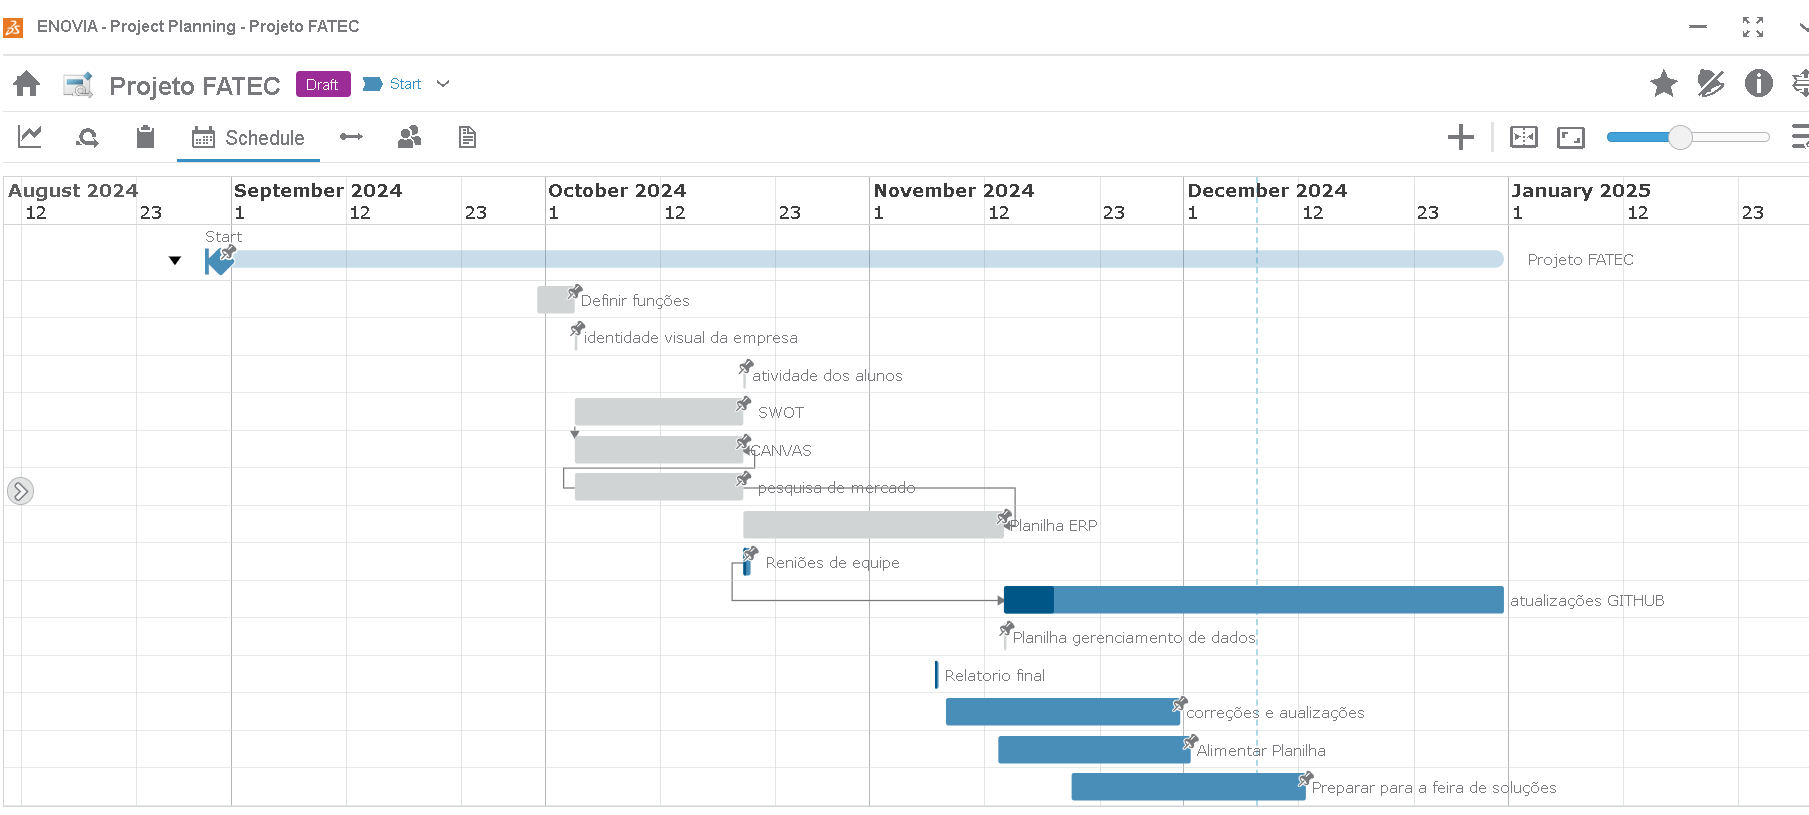 ENOVIA - Project Planning - Projeto FATEC
Projeto FATEC Draft Start
Schedule
August 2024 September 2024 October 2024 November 2024 December 2024 January 2025
12 23 1 12 23 1 12 23 1 12 23 1 12 23 1 12 23
Start
Projeto FATEC
Definir funções
identidade visual da empresa
atividade dos alunos
SWOT
CANVAS
pesquisa de mercado
Planilha ERP
Reniões de equipe
atualizações GITHUB
Planilha gerenciamento de dados
Relatorio final
correções e aualizações
Alimentar Planilha
Preparar para a feira de soluções